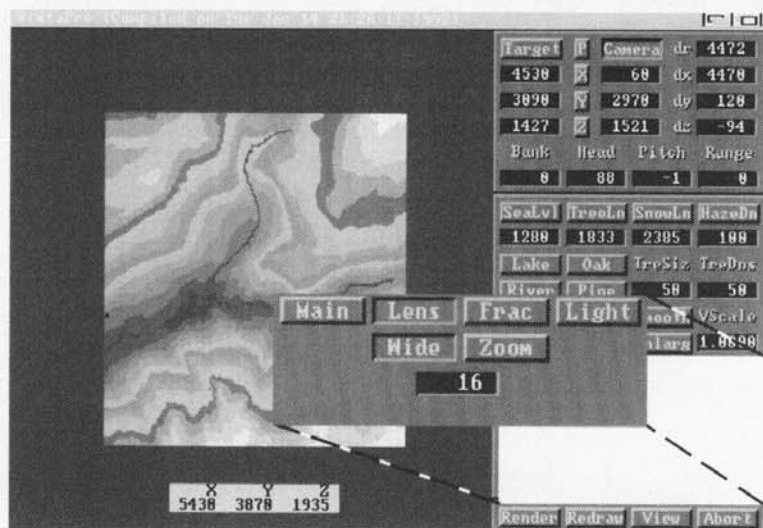 Target P Camera dr 4472
4530 X 60 dx 4470
3090 Y 2970 dy 120
1427 Z 1521 dz -94
Bank Head Pitch Range
0 88 -1 0
SeaLvl TreeLn SnowLn HazeDn
1280 1833 2385 100
Lake Oak TreSiz TreDns
River Pine 50 50
VScale
1.0690
Main Lens Frac Light
Wide Zoom
16
X Y Z
5430 3870 1935
Render Redraw View Abort